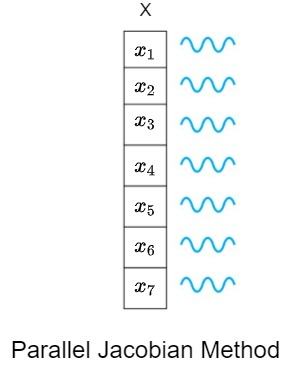 X
x₁
x₂
x₃
x₄
x₅
x₆
x₇
Parallel Jacobian Method